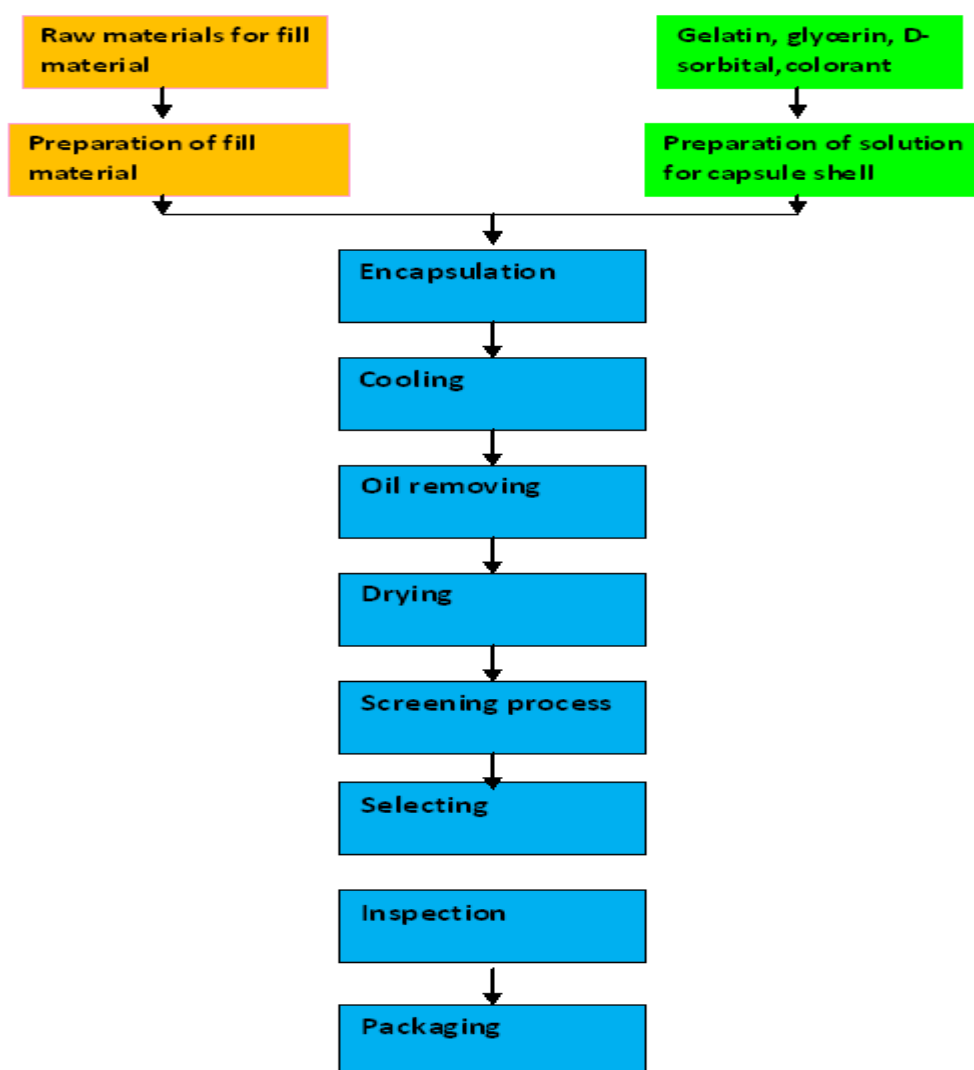 Raw materials for fill
material
Gelatin, glycerin, D-
sorbital,colorant
Preparation of fill
material
Preparation of solution
for capsule shell
Encapsulation
Cooling
Oil removing
Drying
Screening process
Selecting
Inspection
Packaging